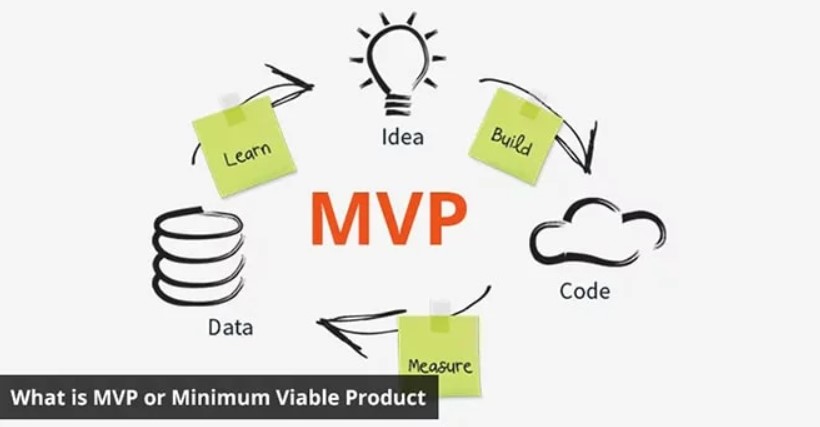 Idea
Learn
Build
MVP
Code
Data
Measure
What is MVP or Minimum Viable Product